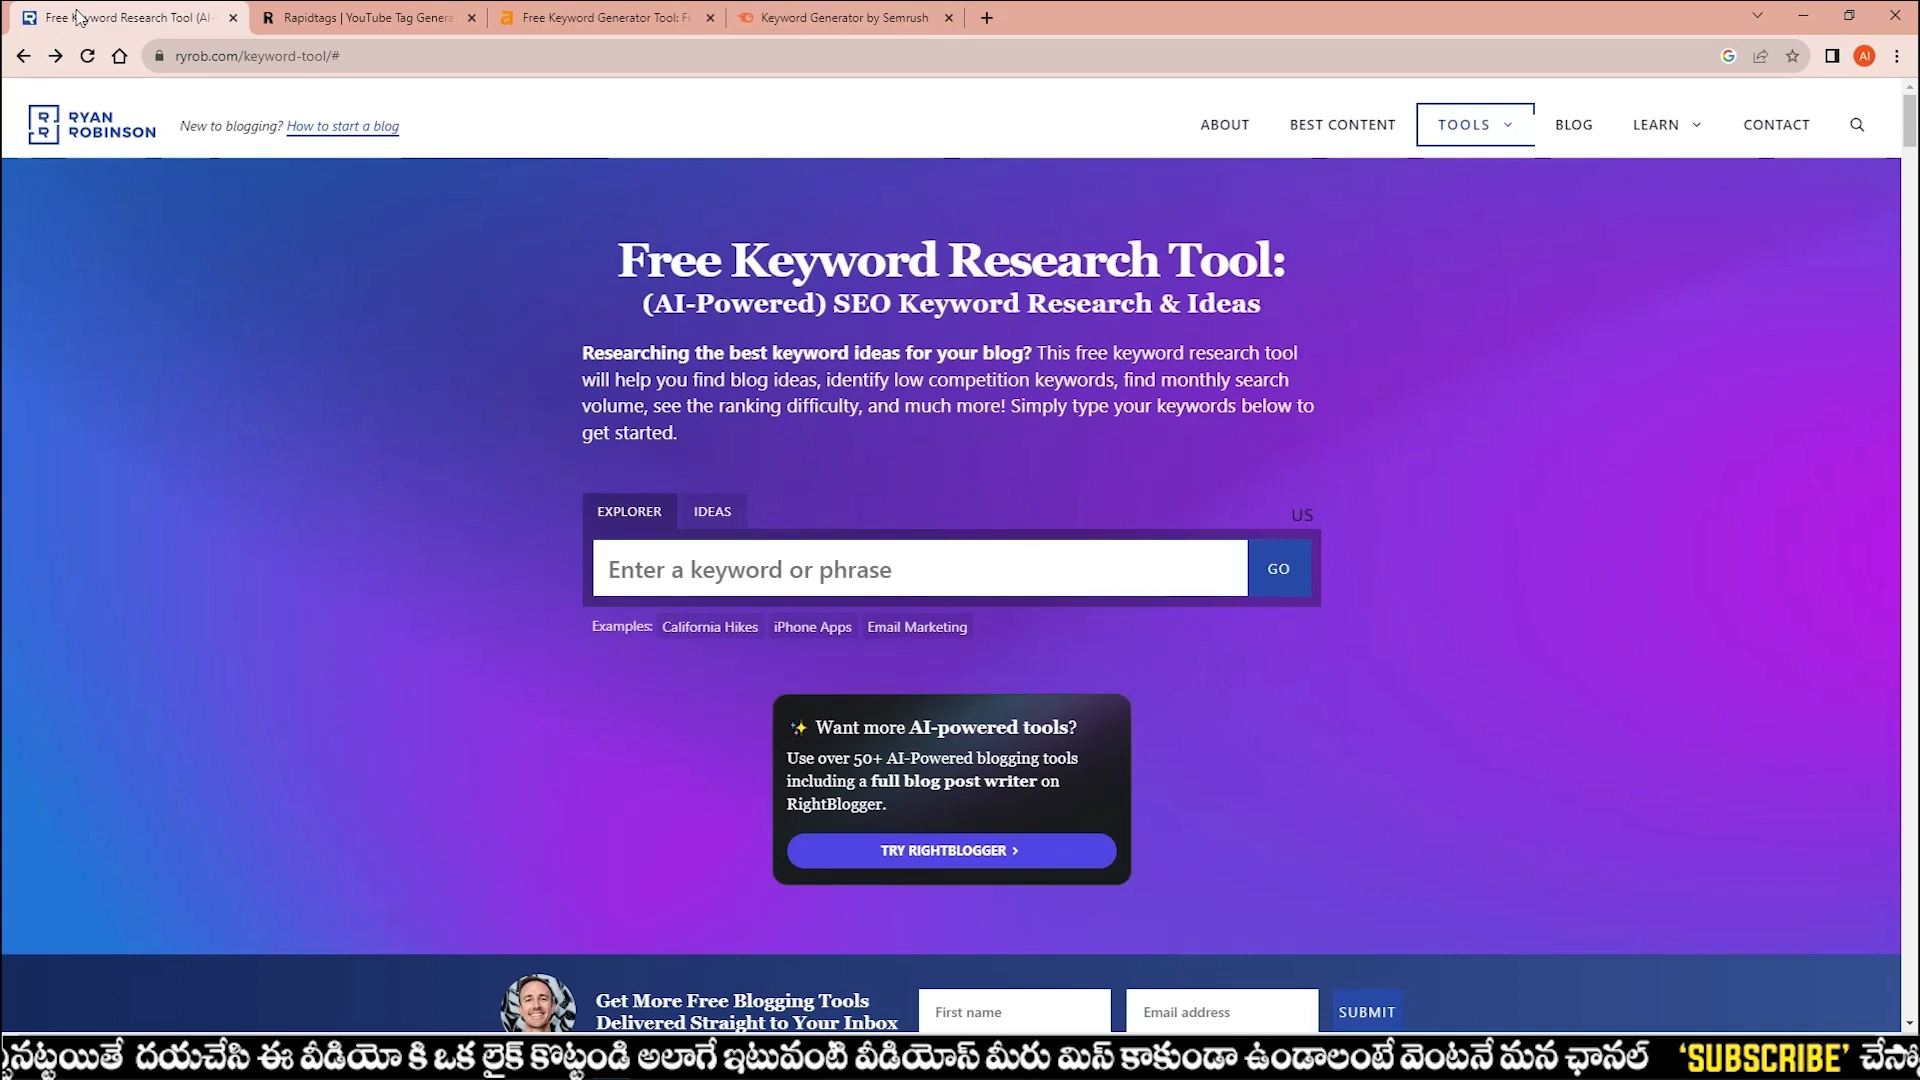 Free Keyword Research Tool (AI-
Rapidtags | YouTube Tag Genera
Free Keyword Generator Tool: Fi
Keyword Generator by Semrush
ryrob.com/keyword-tool/#
AI
RYAN
ROBINSON
New to blogging? How to start a blog
ABOUT
BEST CONTENT
TOOLS
BLOG
LEARN
CONTACT
Free Keyword Research Tool:
(AI-Powered) SEO Keyword Research & Ideas
Researching the best keyword ideas for your blog? This free keyword research tool
will help you find blog ideas, identify low competition keywords, find monthly search
volume, see the ranking difficulty, and much more! Simply type your keywords below to
get started.
EXPLORER
IDEAS
US
Enter a keyword or phrase
GO
Examples: California Hikes iPhone Apps Email Marketing
✨ Want more AI-powered tools?
Use over 50+ AI-Powered blogging tools
including a full blog post writer on
RightBlogger.
TRY RIGHTBLOGGER ›
Get More Free Blogging Tools
Delivered Straight to Your Inbox
First name
Email address
SUBMIT
దయచేసి ఈ వీడియో కి ఒక లైక్ కొట్టండి అలాగే ఇటువంటి వీడియోస్ మీరు మిస్ కాకుండా ఉండాలంటే వెంటనే మన ఛానల్ 'SUBSCRIBE'